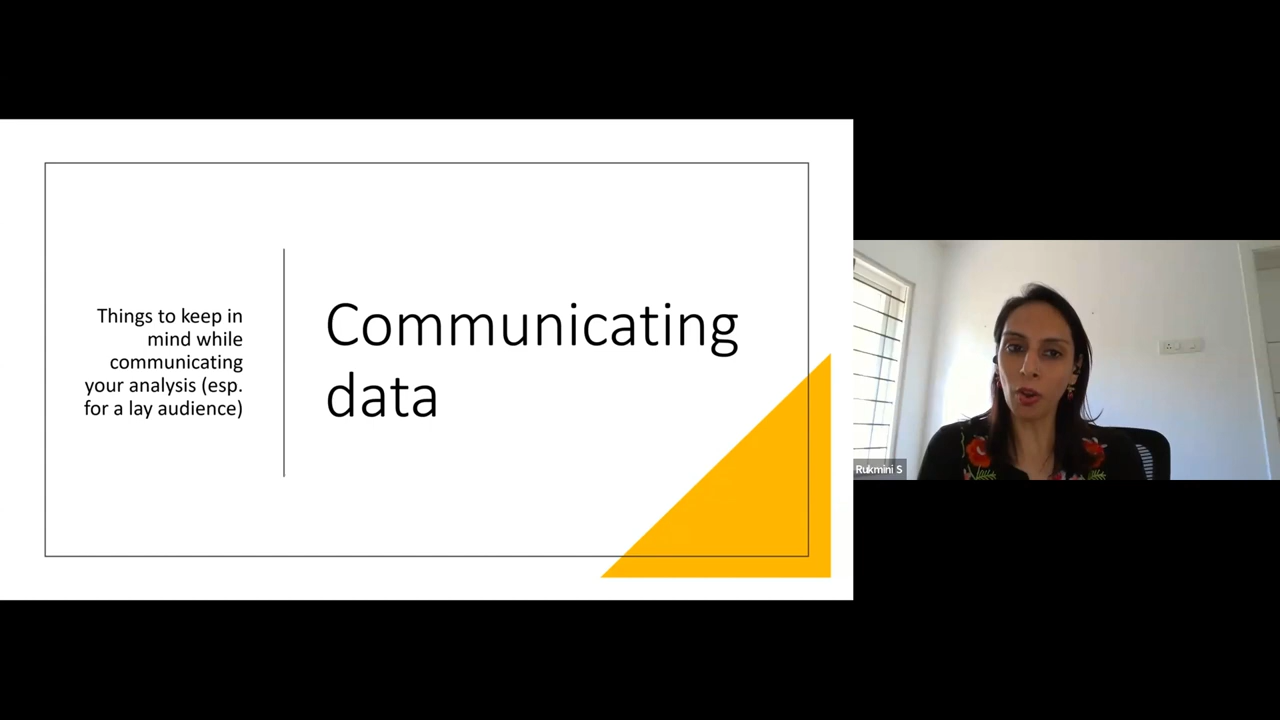 Things to keep in
mind while
communicating
your analysis (esp.
for a lay audience)
Communicating
data
Rukmini S